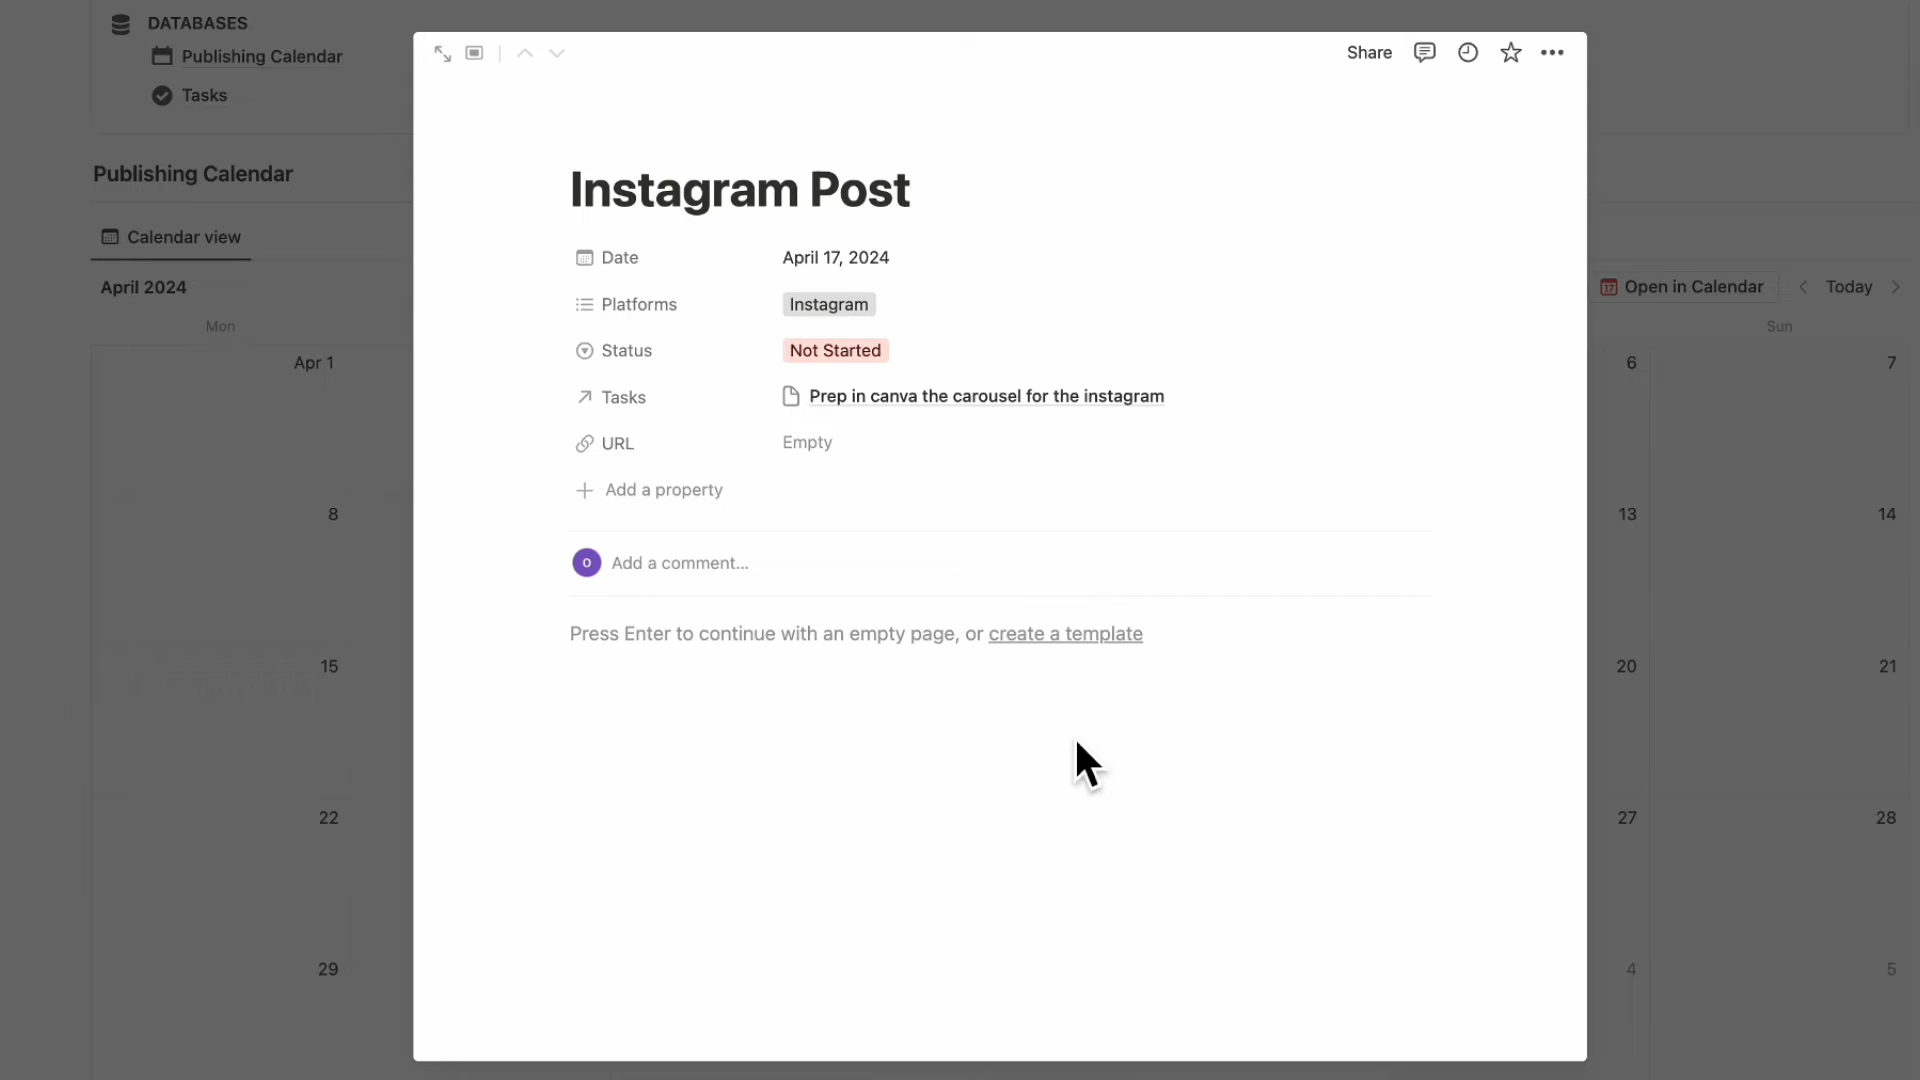 DATABASES
Publishing Calendar
Tasks
Publishing Calendar
Calendar view
April 2024
Mon
Apr 1
8
15
22
29
Share
Instagram Post
Date April 17, 2024
Platforms Instagram
Status Not Started
Tasks Prep in canva the carousel for the instagram
URL Empty
Add a property
O Add a comment...
Press Enter to continue with an empty page, or create a template
17 Open in Calendar Today
Sun
6 7
13 14
20 21
27 28
4 5